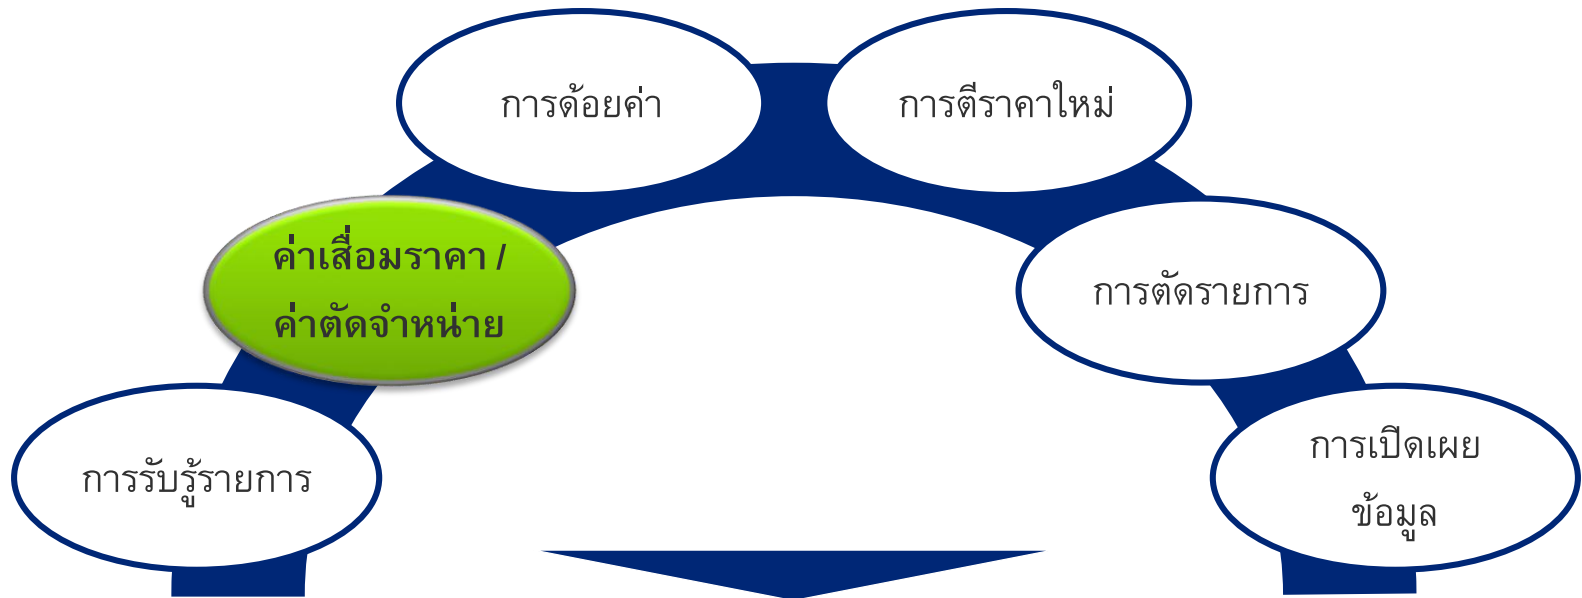 การด้อยค่า
การตีราคาใหม่
ค่าเสื่อมราคา /
ค่าตัดจำหน่าย
การตัดรายการ
การรับรู้รายการ
การเปิดเผย
ข้อมูล